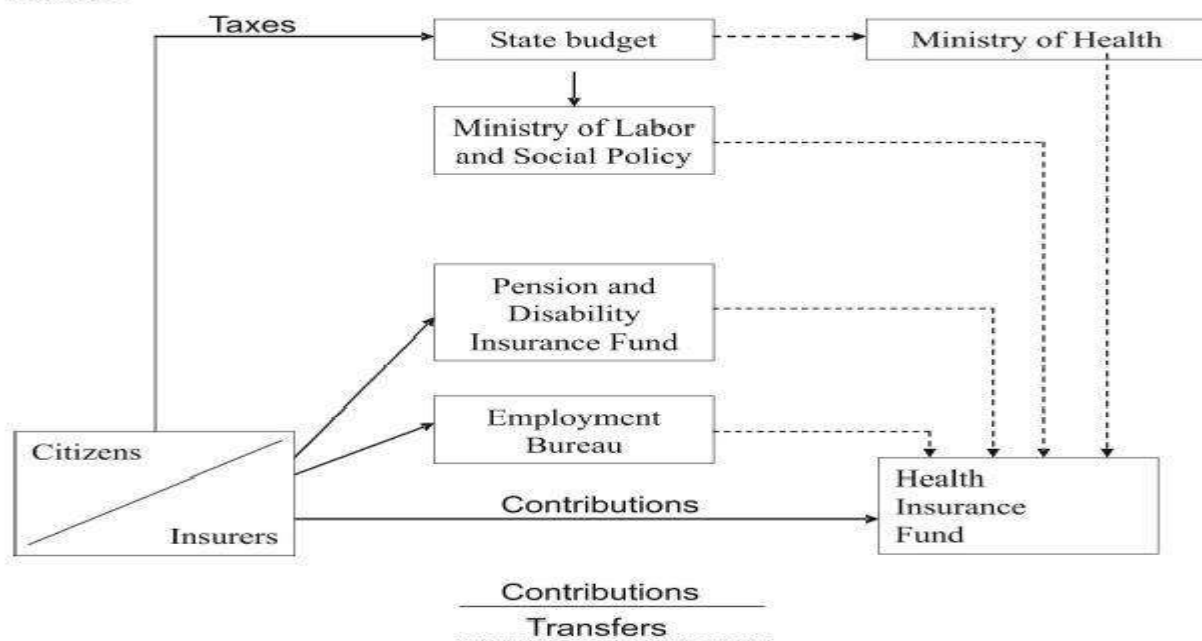 Taxes
State budget
Ministry of Health
Ministry of Labor
and Social Policy
Pension and
Disability
Insurance Fund
Employment
Bureau
Citizens
Insurers
Contributions
Health
Insurance
Fund
Contributions
Transfers